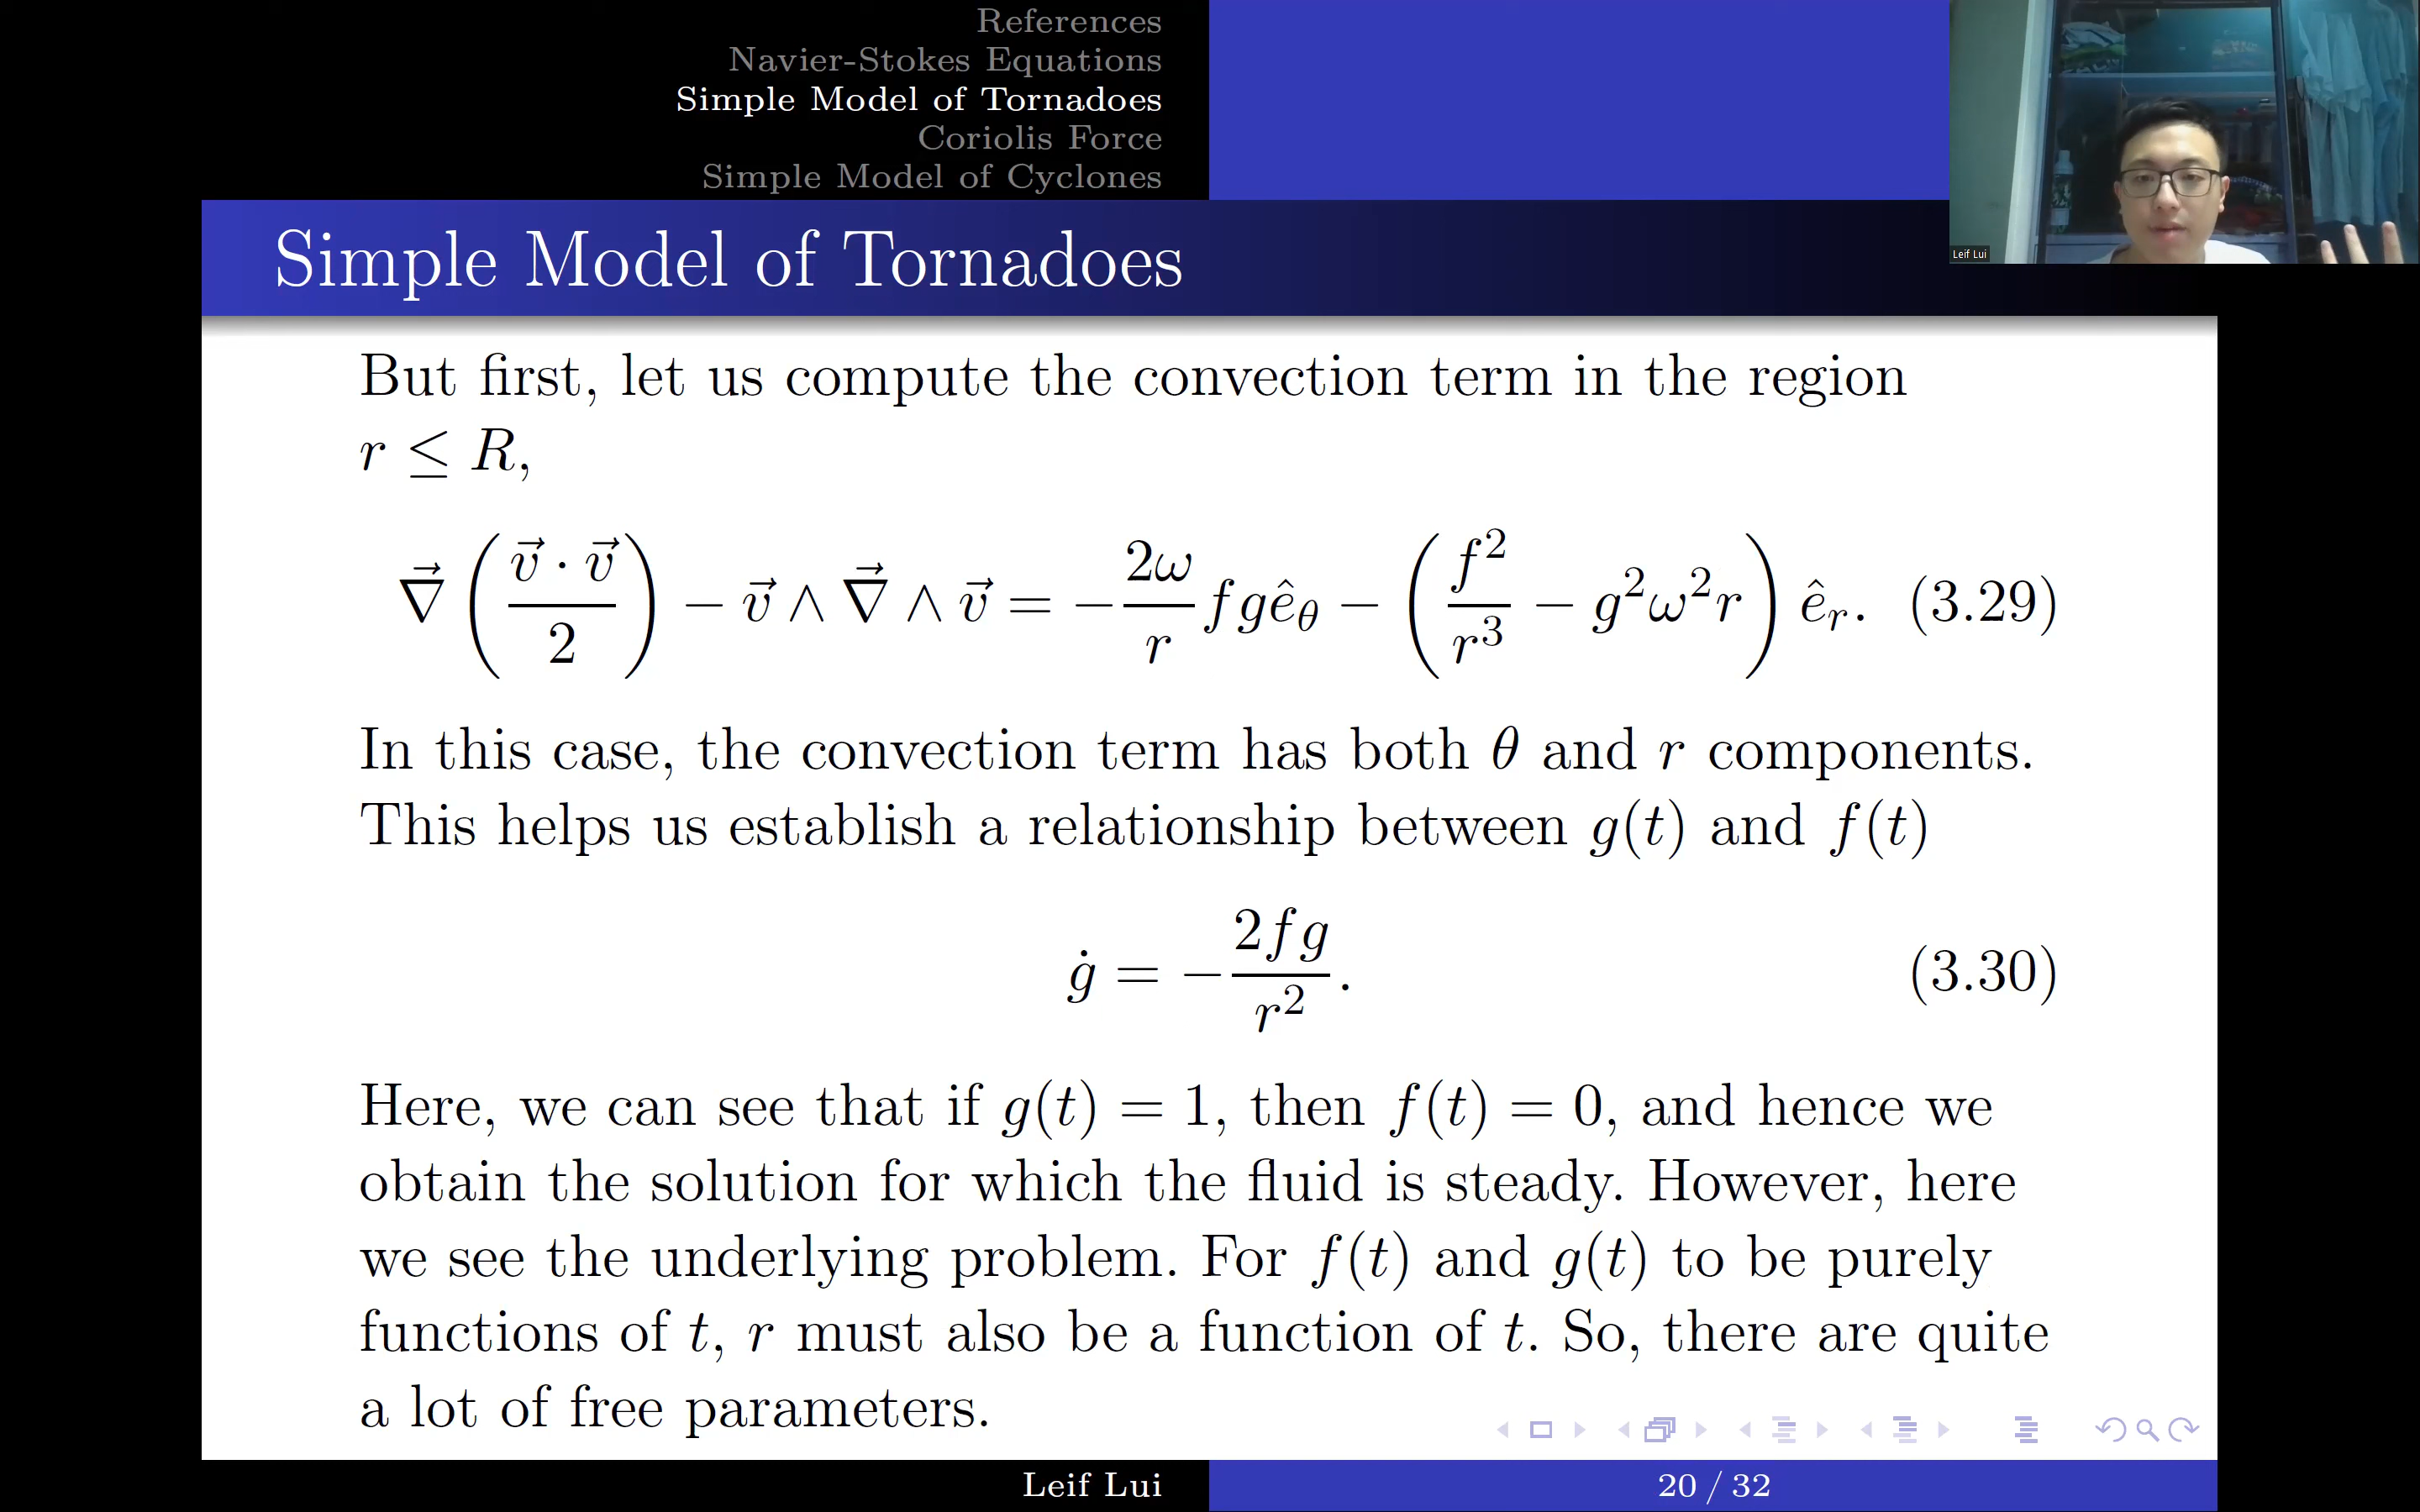 References
Navier-Stokes Equations
Simple Model of Tornadoes
Coriolis Force
Simple Model of Cyclones
Leif Lui
Simple Model of Tornadoes
But first, let us compute the convection term in the region
r ≤ R,
∇⃗ (v⃗ · v⃗ / 2) − v⃗ ∧ ∇⃗ ∧ v⃗ = − 2ω/r f g ê_θ − (f²/r³ − g²ω²r) ê_r. (3.29)
In this case, the convection term has both θ and r components.
This helps us establish a relationship between g(t) and f(t)
ġ = − 2fg/r². (3.30)
Here, we can see that if g(t) = 1, then f(t) = 0, and hence we
obtain the solution for which the fluid is steady. However, here
we see the underlying problem. For f(t) and g(t) to be purely
functions of t, r must also be a function of t. So, there are quite
a lot of free parameters.
Leif Lui
20 / 32